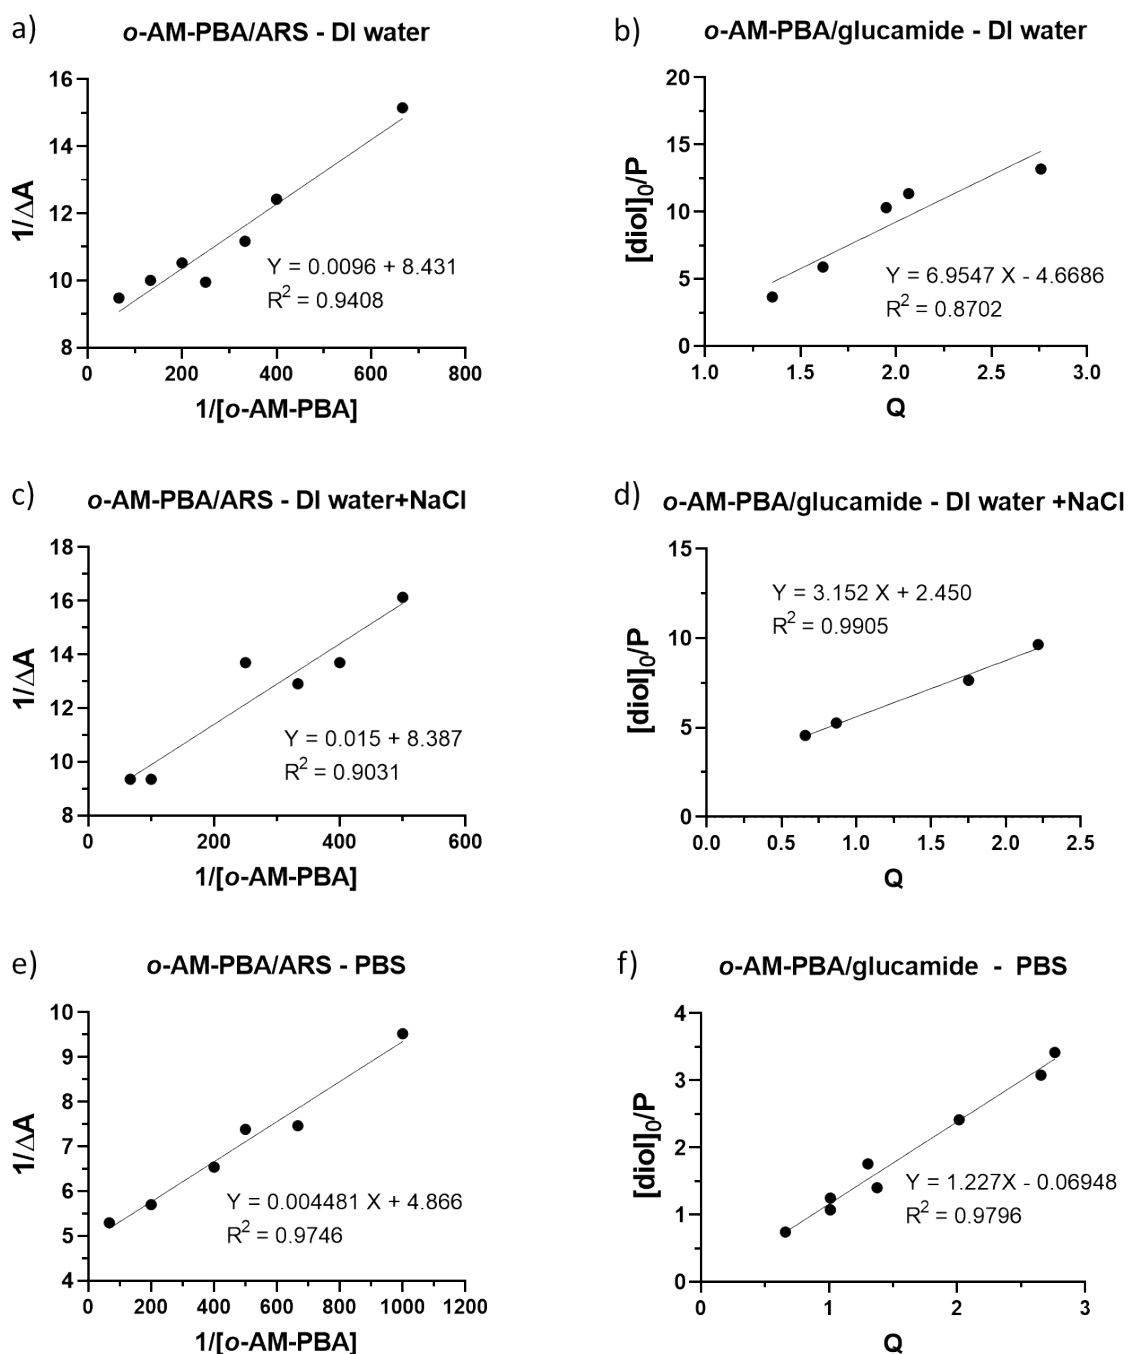 a)
o-AM-PBA/ARS - DI water
16
14
12
10
8
1/ΔA
Y = 0.0096 + 8.431
R² = 0.9408
0 200 400 600 800
1/[o-AM-PBA]
b)
o-AM-PBA/glucamide - DI water
20
15
10
5
0
[diol]₀/P
Y = 6.9547 X - 4.6686
R² = 0.8702
1.0 1.5 2.0 2.5 3.0
Q
c)
o-AM-PBA/ARS - DI water+NaCl
18
16
14
12
10
8
1/ΔA
Y = 0.015 + 8.387
R² = 0.9031
0 200 400 600
1/[o-AM-PBA]
d)
o-AM-PBA/glucamide - DI water +NaCl
15
10
5
0
[diol]₀/P
Y = 3.152 X + 2.450
R² = 0.9905
0.0 0.5 1.0 1.5 2.0 2.5
Q
e)
o-AM-PBA/ARS - PBS
10
9
8
7
6
5
4
1/ΔA
Y = 0.004481 X + 4.866
R² = 0.9746
0 200 400 600 800 1000 1200
1/[o-AM-PBA]
f)
o-AM-PBA/glucamide - PBS
4
3
2
1
0
[diol]₀/P
Y = 1.227X - 0.06948
R² = 0.9796
0 1 2 3
Q